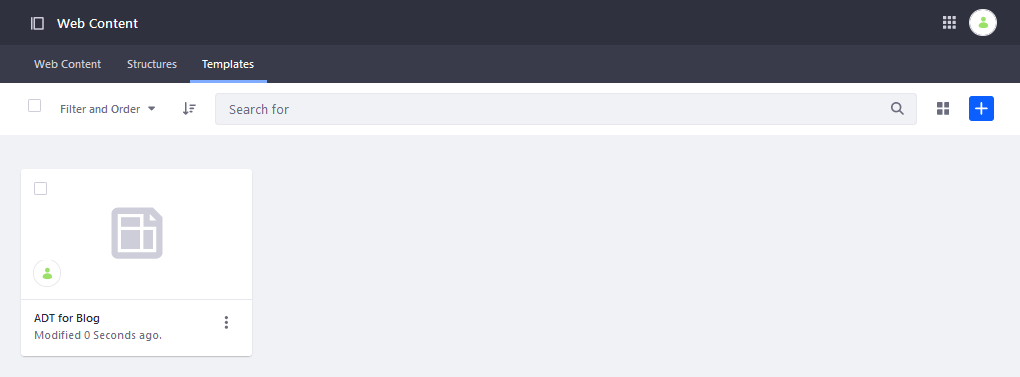 Web Content
Web Content Structures Templates
Filter and Order Search for
ADT for Blog
Modified 0 Seconds ago.